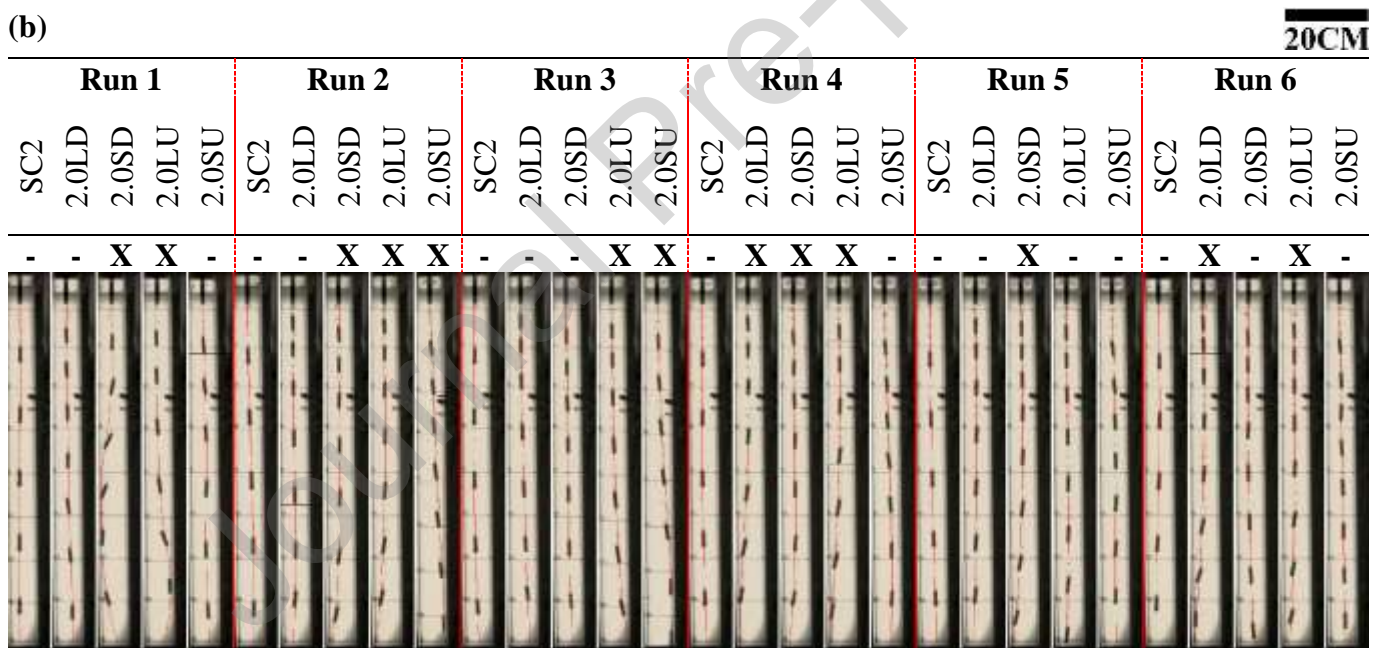 (b)
20CM
Run 1 Run 2 Run 3 Run 4 Run 5 Run 6
SC2 2.0LD 2.0SD 2.0LU 2.0SU SC2 2.0LD 2.0SD 2.0LU 2.0SU SC2 2.0LD 2.0SD 2.0LU 2.0SU SC2 2.0LD 2.0SD 2.0LU 2.0SU SC2 2.0LD 2.0SD 2.0LU 2.0SU SC2 2.0LD 2.0SD 2.0LU 2.0SU
- - X X - - - X X X - - - X X - X X X - - - X - - - X - X -
Journal Pre-